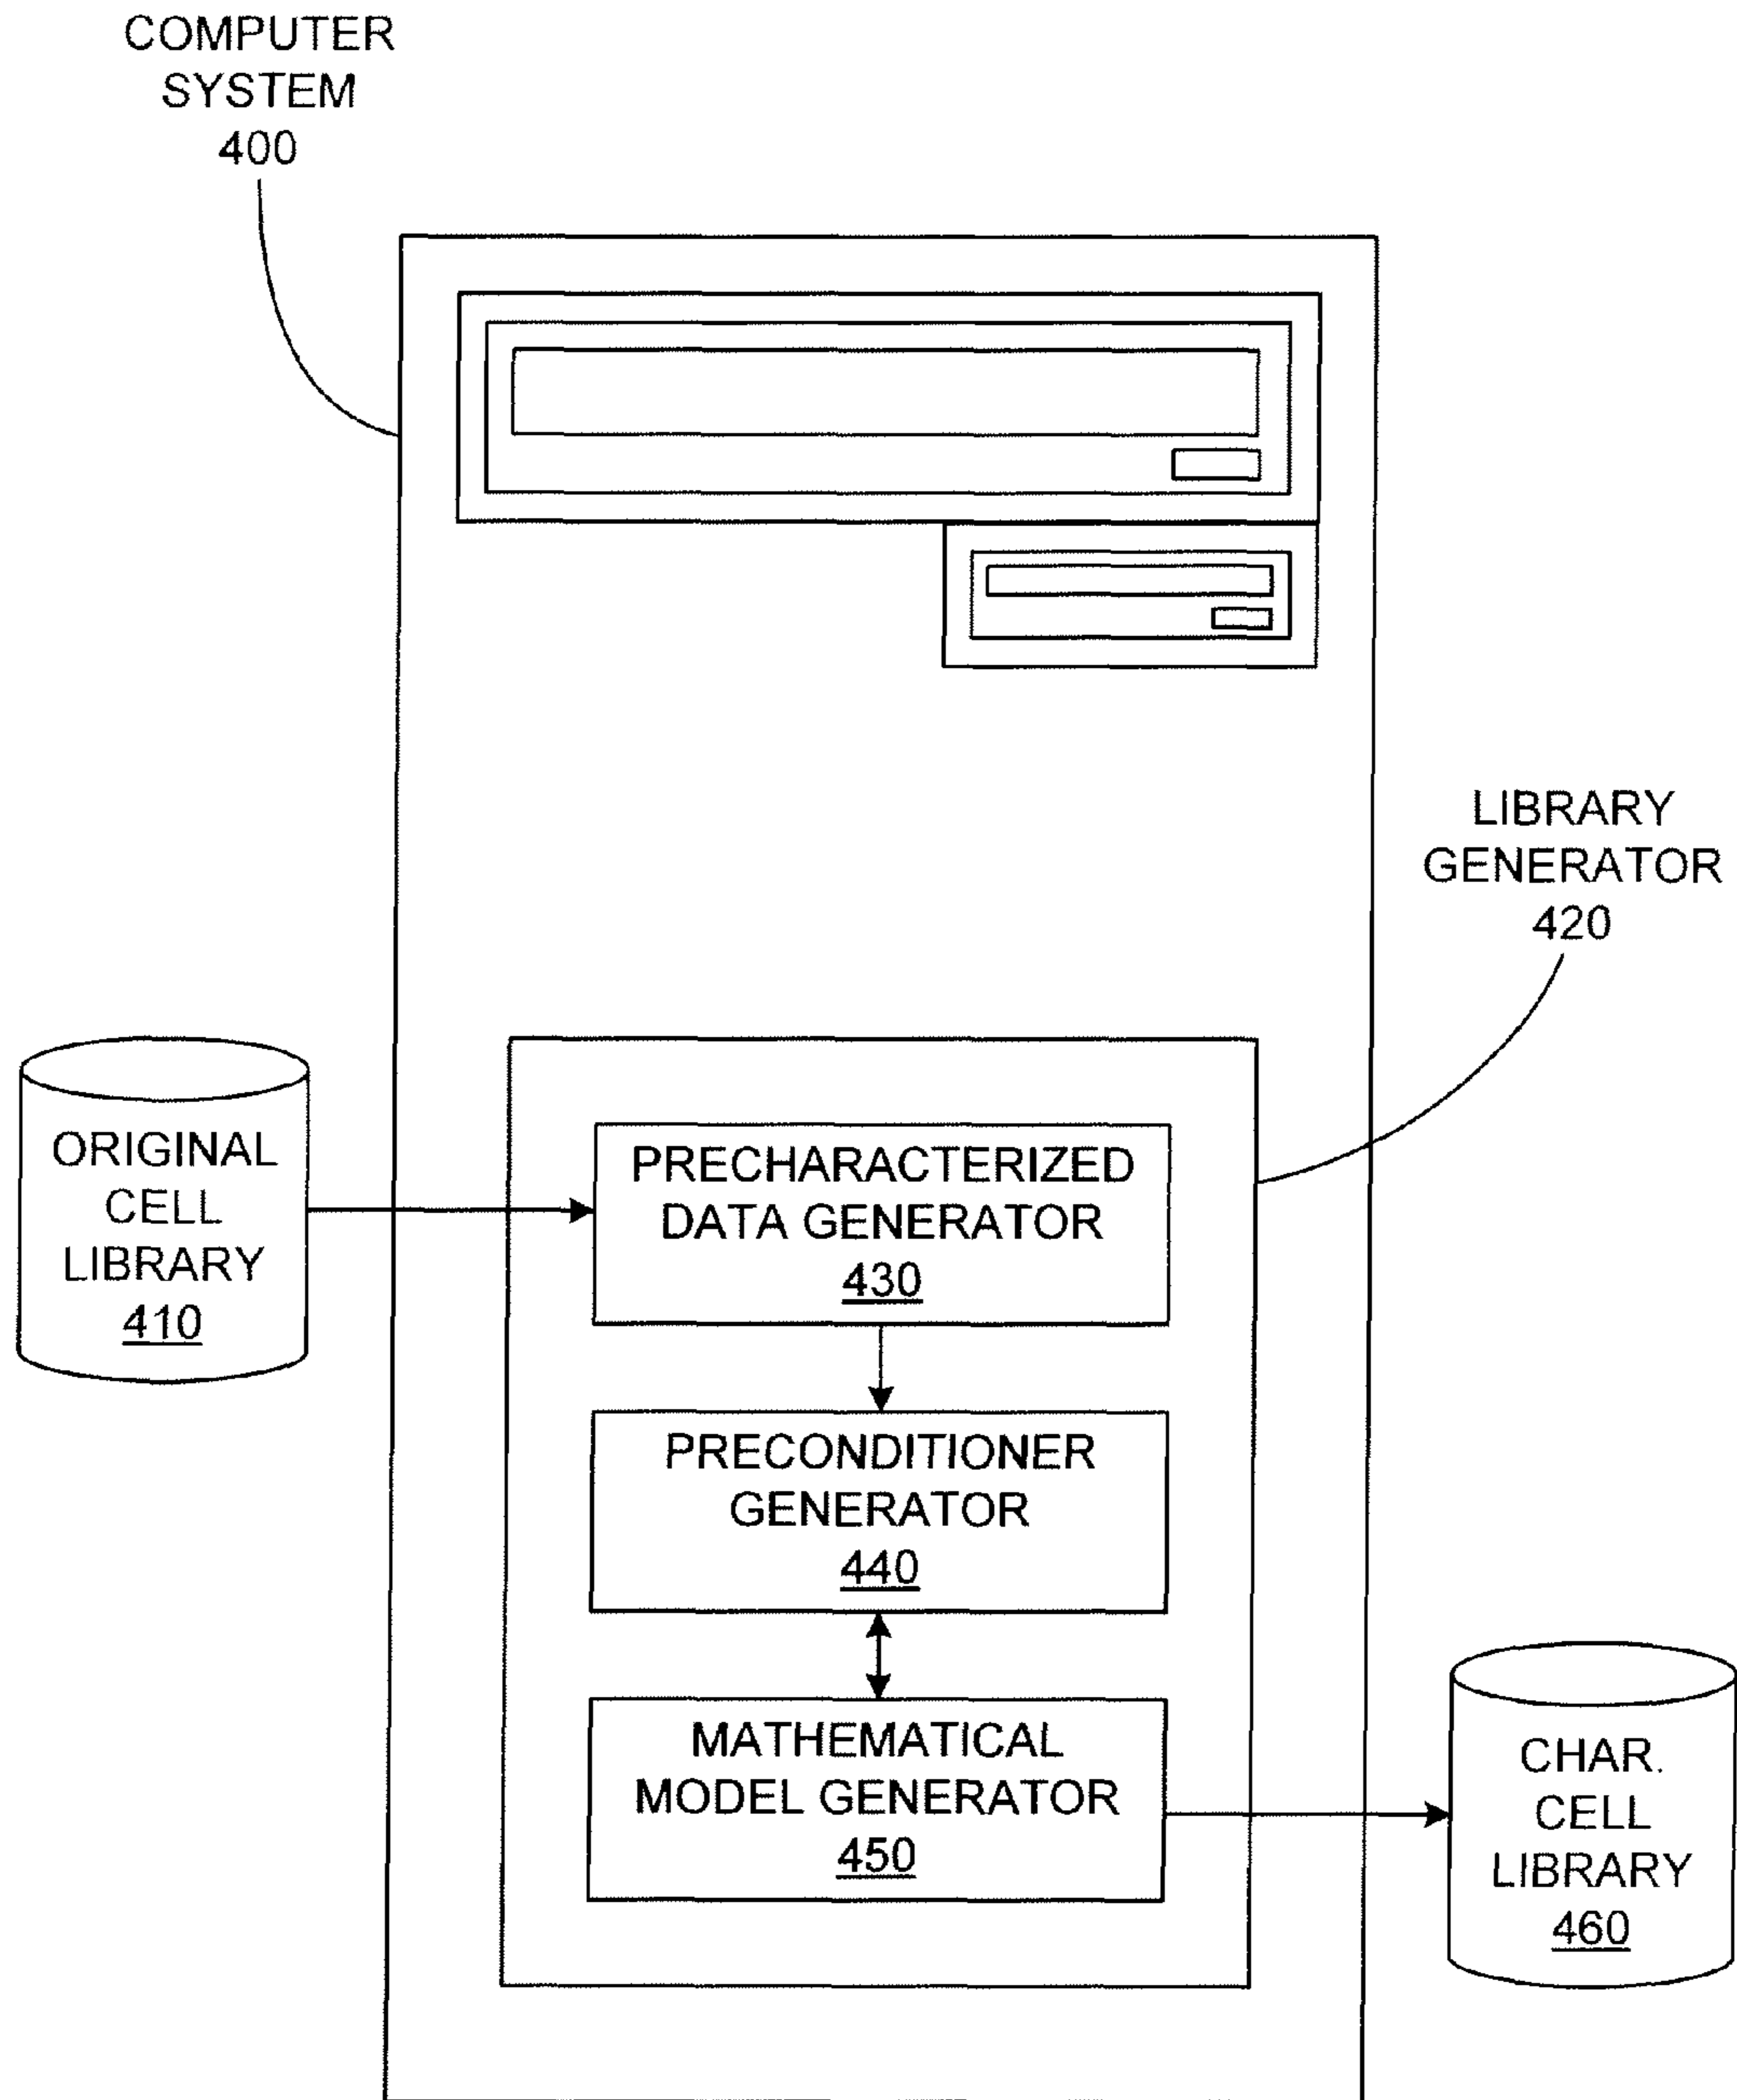 COMPUTER
SYSTEM
400
LIBRARY
GENERATOR
420
ORIGINAL
CELL
LIBRARY
410
PRECHARACTERIZED
DATA GENERATOR
430
PRECONDITIONER
GENERATOR
440
MATHEMATICAL
MODEL GENERATOR
450
CHAR.
CELL
LIBRARY
460